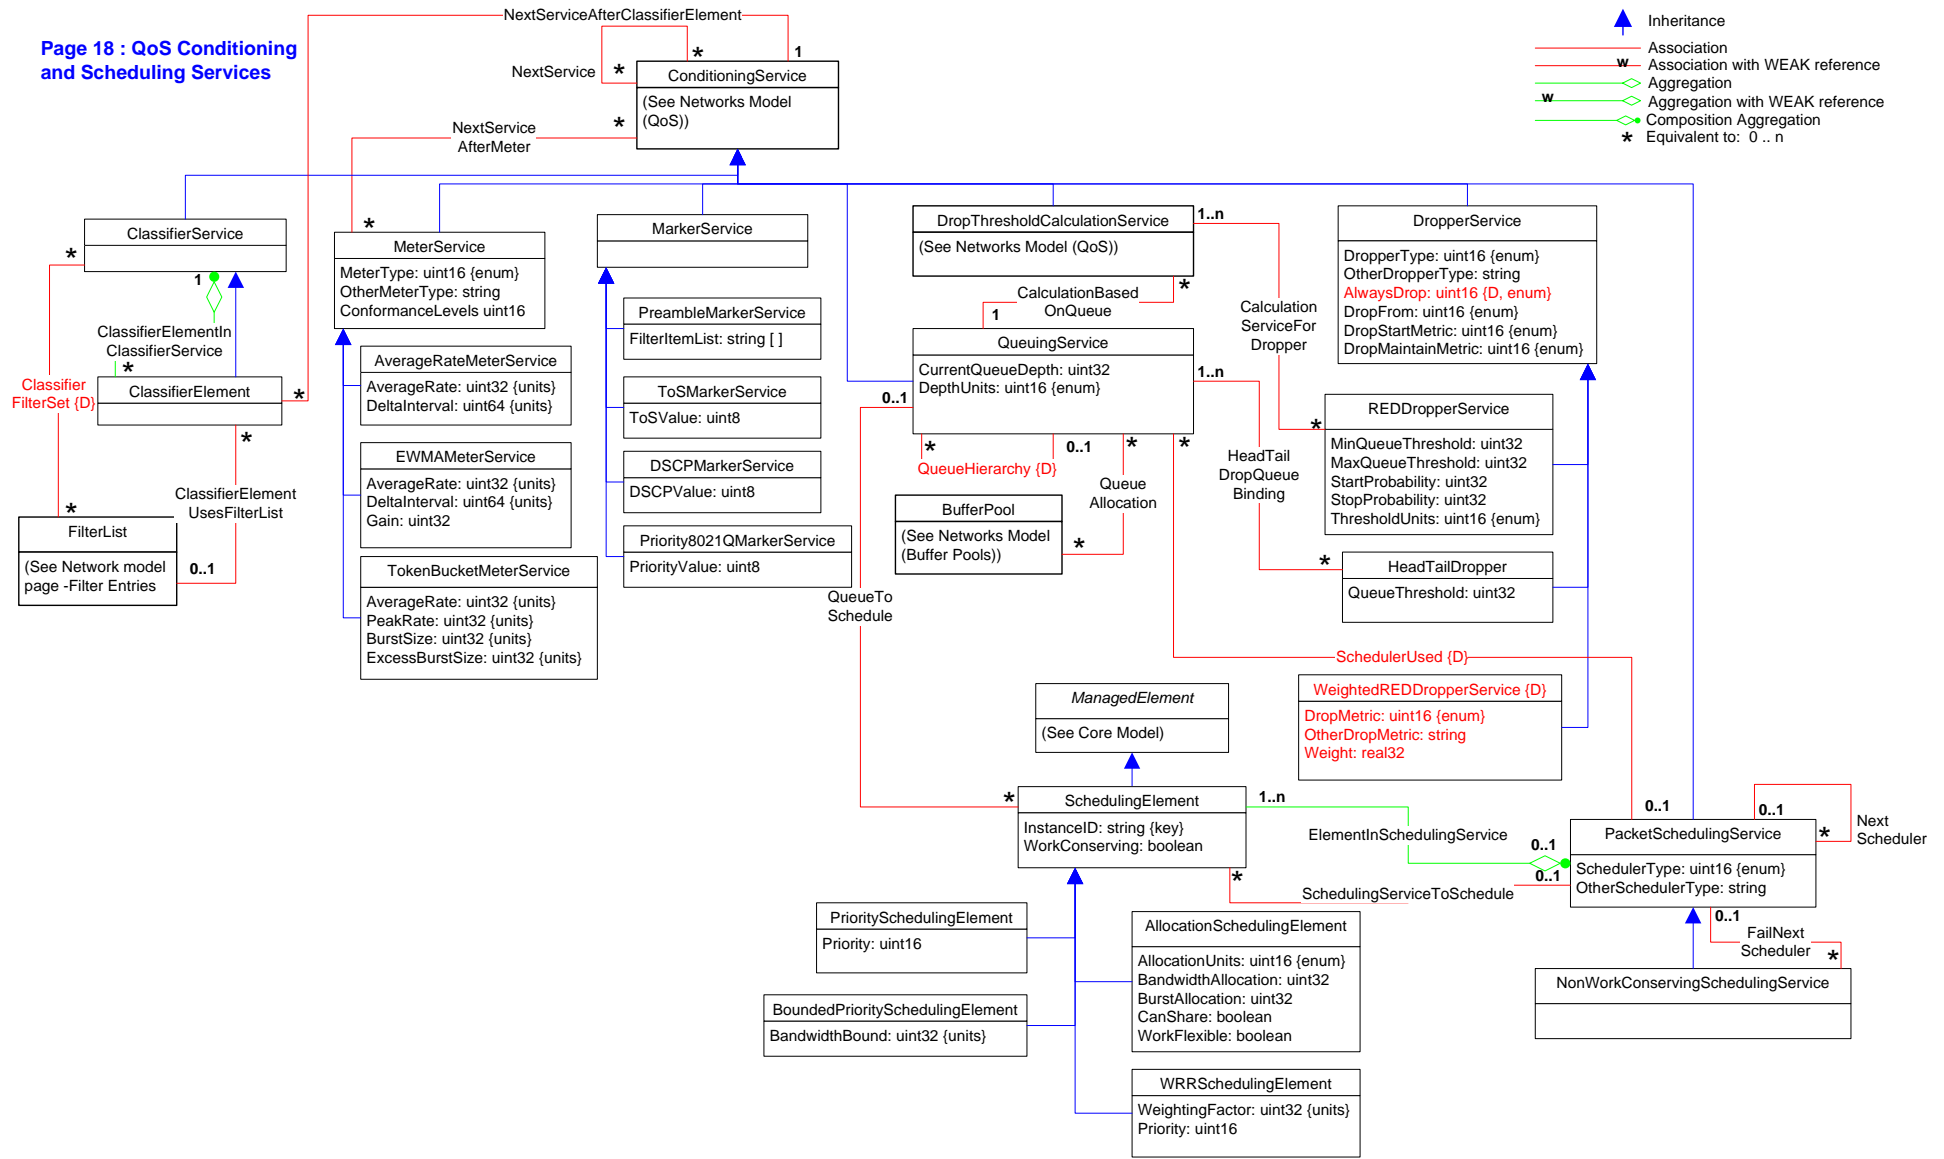 Page 18 : QoS Conditioning
and Scheduling Services
Inheritance
Association
w
Association with WEAK reference
Aggregation
w
Aggregation with WEAK reference
Composition Aggregation
* Equivalent to: 0 .. n
NextServiceAfterClassifierElement
*
1
NextService
*
ConditioningService
(See Networks Model
(QoS))
*
NextService
AfterMeter
*
ClassifierService
*
1
ClassifierElementIn
ClassifierService
*
ClassifierElement
*
Classifier
FilterSet {D}
*
ClassifierElement
UsesFilterList
*
FilterList
(See Network model
page -Filter Entries
0..1
MeterService
MeterType: uint16 {enum}
OtherMeterType: string
ConformanceLevels uint16
AverageRateMeterService
AverageRate: uint32 {units}
DeltaInterval: uint64 {units}
EWMAMeterService
AverageRate: uint32 {units}
DeltaInterval: uint64 {units}
Gain: uint32
TokenBucketMeterService
AverageRate: uint32 {units}
PeakRate: uint32 {units}
BurstSize: uint32 {units}
ExcessBurstSize: uint32 {units}
MarkerService
PreambleMarkerService
FilterItemList: string [ ]
ToSMarkerService
ToSValue: uint8
DSCPMarkerService
DSCPValue: uint8
Priority8021QMarkerService
PriorityValue: uint8
DropThresholdCalculationService
(See Networks Model (QoS))
1..n
*
CalculationBased
OnQueue
1
Calculation
ServiceFor
Dropper
QueuingService
CurrentQueueDepth: uint32
DepthUnits: uint16 {enum}
1..n
0..1
*
0..1
*
*
QueueHierarchy {D}
Queue
Allocation
HeadTail
DropQueue
Binding
BufferPool
(See Networks Model
(Buffer Pools))
*
QueueTo
Schedule
DropperService
DropperType: uint16 {enum}
OtherDropperType: string
AlwaysDrop: uint16 {D, enum}
DropFrom: uint16 {enum}
DropStartMetric: uint16 {enum}
DropMaintainMetric: uint16 {enum}
*
REDDropperService
MinQueueThreshold: uint32
MaxQueueThreshold: uint32
StartProbability: uint32
StopProbability: uint32
ThresholdUnits: uint16 {enum}
*
HeadTailDropper
QueueThreshold: uint32
SchedulerUsed {D}
WeightedREDDropperService {D}
DropMetric: uint16 {enum}
OtherDropMetric: string
Weight: real32
ManagedElement
(See Core Model)
*
SchedulingElement
InstanceID: string {key}
WorkConserving: boolean
1..n
ElementInSchedulingService
0..1
*
SchedulingServiceToSchedule
0..1
0..1
0..1
Next
Scheduler
*
PacketSchedulingService
SchedulerType: uint16 {enum}
OtherSchedulerType: string
0..1
FailNext
Scheduler
*
NonWorkConservingSchedulingService
PrioritySchedulingElement
Priority: uint16
BoundedPrioritySchedulingElement
BandwidthBound: uint32 {units}
AllocationSchedulingElement
AllocationUnits: uint16 {enum}
BandwidthAllocation: uint32
BurstAllocation: uint32
CanShare: boolean
WorkFlexible: boolean
WRRSchedulingElement
WeightingFactor: uint32 {units}
Priority: uint16